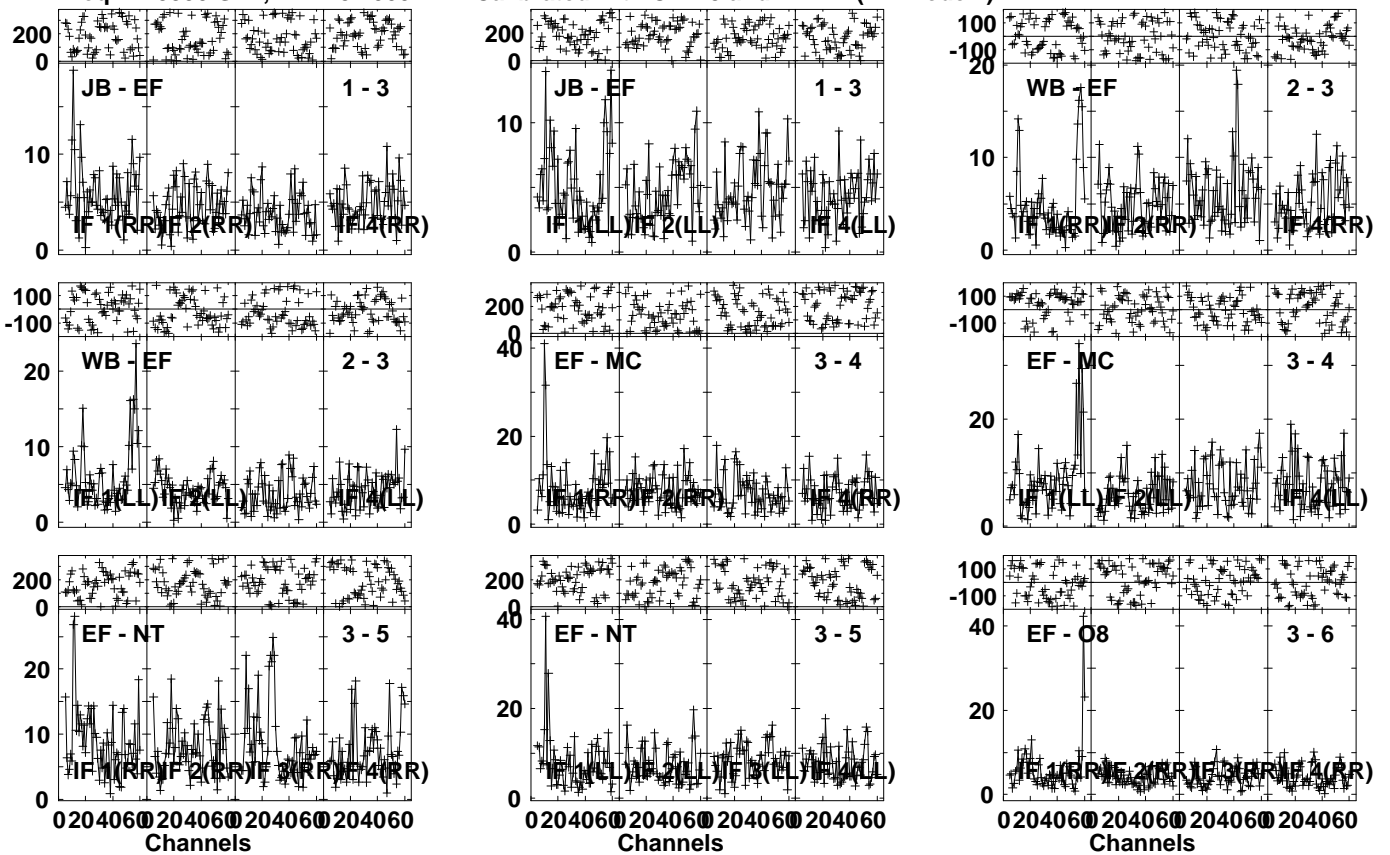 200
0
JB - EF 1 - 3
10
0
IF 1(RR) IF 2(RR) IF 4(RR)
200
0
JB - EF 1 - 3
10
0
IF 1(LL) IF 2(LL) IF 4(LL)
100
-100
20
WB - EF 2 - 3
10
0
IF 1(RR) IF 2(RR) IF 4(RR)
100
-100
WB - EF 2 - 3
20
10
0
IF 1(LL) IF 2(LL) IF 4(LL)
200
0
40
EF - MC 3 - 4
20
0
IF 1(RR) IF 2(RR) IF 4(RR)
100
-100
EF - MC 3 - 4
20
0
IF 1(LL) IF 2(LL) IF 4(LL)
200
0
EF - NT 3 - 5
20
10
0
IF 1(RR) IF 2(RR) IF 3(RR) IF 4(RR)
0 20 40 60 0 20 40 60 0 20 40 60 0 20 40 60
Channels
200
0
40
EF - NT 3 - 5
20
0
IF 1(LL) IF 2(LL) IF 3(LL) IF 4(LL)
0 20 40 60 0 20 40 60 0 20 40 60 0 20 40 60
Channels
100
-100
40
EF - O8 3 - 6
20
0
IF 1(RR) IF 2(RR) IF 3(RR) IF 4(RR)
0 20 40 60 0 20 40 60 0 20 40 60 0 20 40 60
Channels